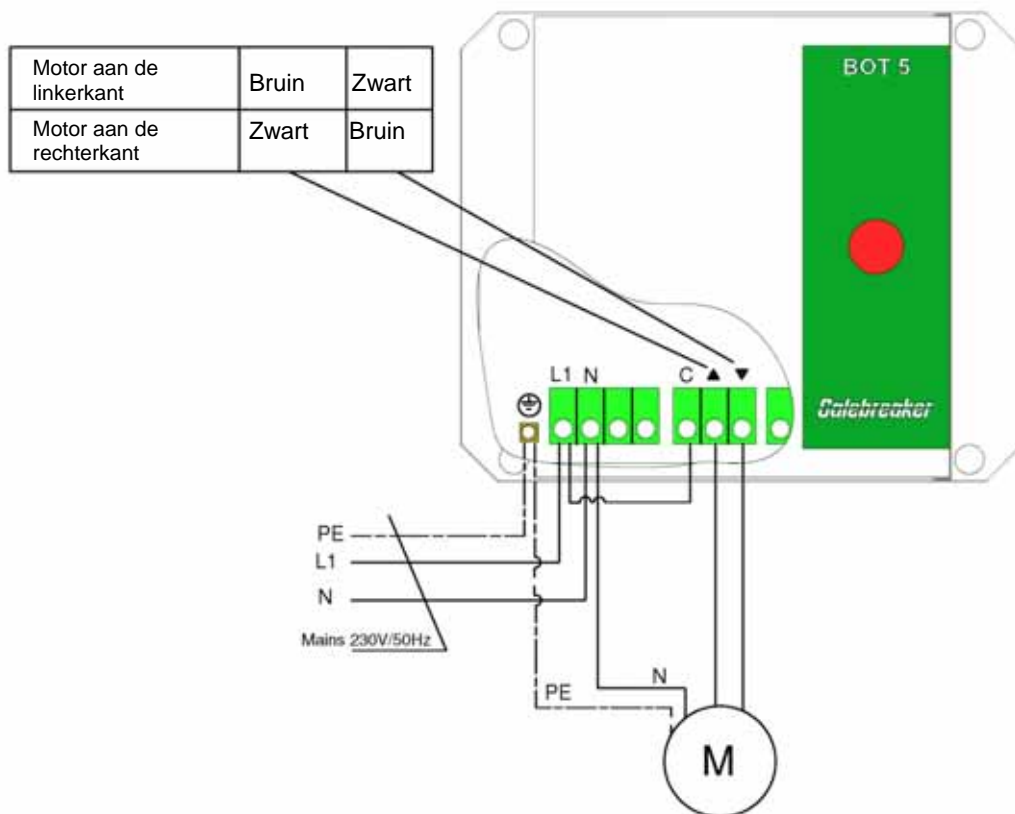 Motor aan de
linkerkant
Bruin
Zwart
Motor aan de
rechterkant
Zwart
Bruin
BOT 5
L1 N
C ▲ ▼
Galebreaker
PE
L1
N
Mains 230V/50Hz
PE
N
M